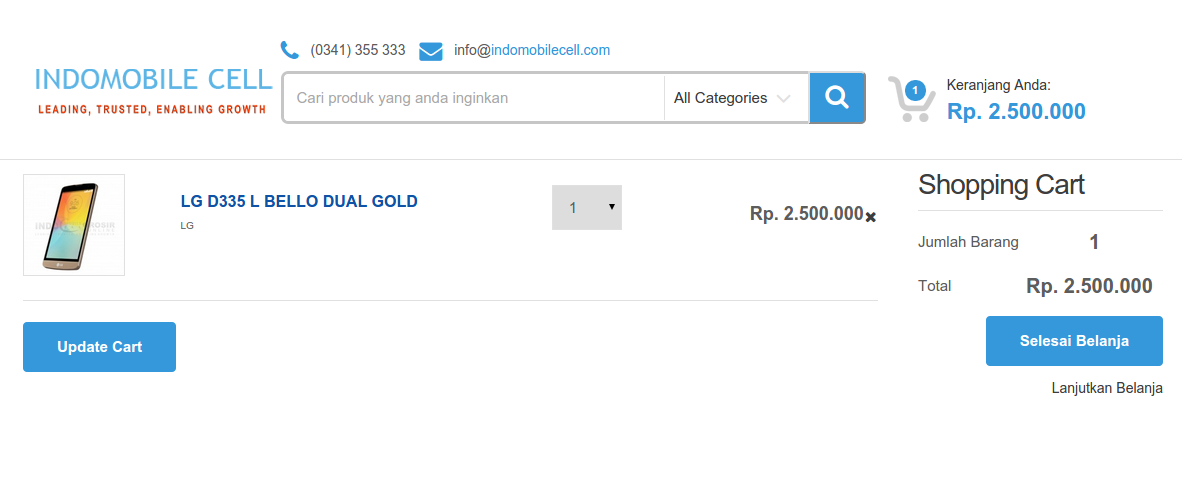 (0341) 355 333 info@indomobilecell.com
INDOMOBILE CELL
LEADING, TRUSTED, ENABLING GROWTH
Cari produk yang anda inginkan All Categories
1
Keranjang Anda:
Rp. 2.500.000
LG D335 L BELLO DUAL GOLD
LG
1
Rp. 2.500.000
Update Cart
Shopping Cart
Jumlah Barang 1
Total Rp. 2.500.000
Selesai Belanja
Lanjutkan Belanja